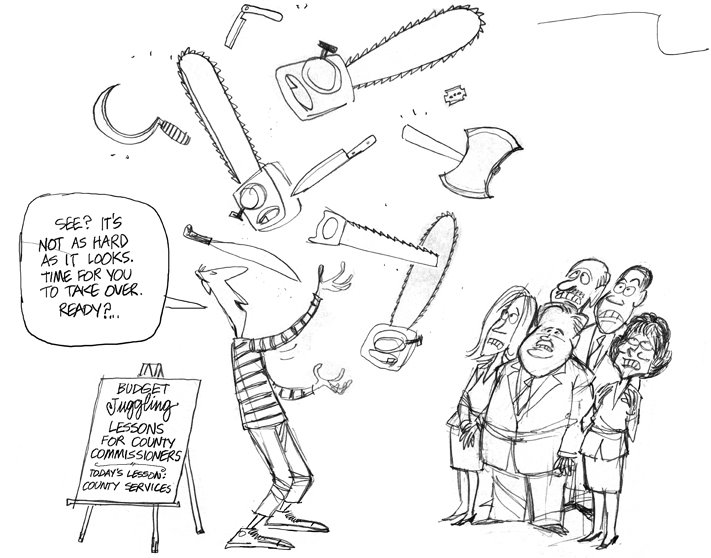 SEE? IT'S
NOT AS HARD
AS IT LOOKS.
TIME FOR YOU
TO TAKE OVER.
READY?...
BUDGET
Juggling
LESSONS
FOR COUNTY
COMMISSIONERS
TODAY'S LESSON:
COUNTY SERVICES